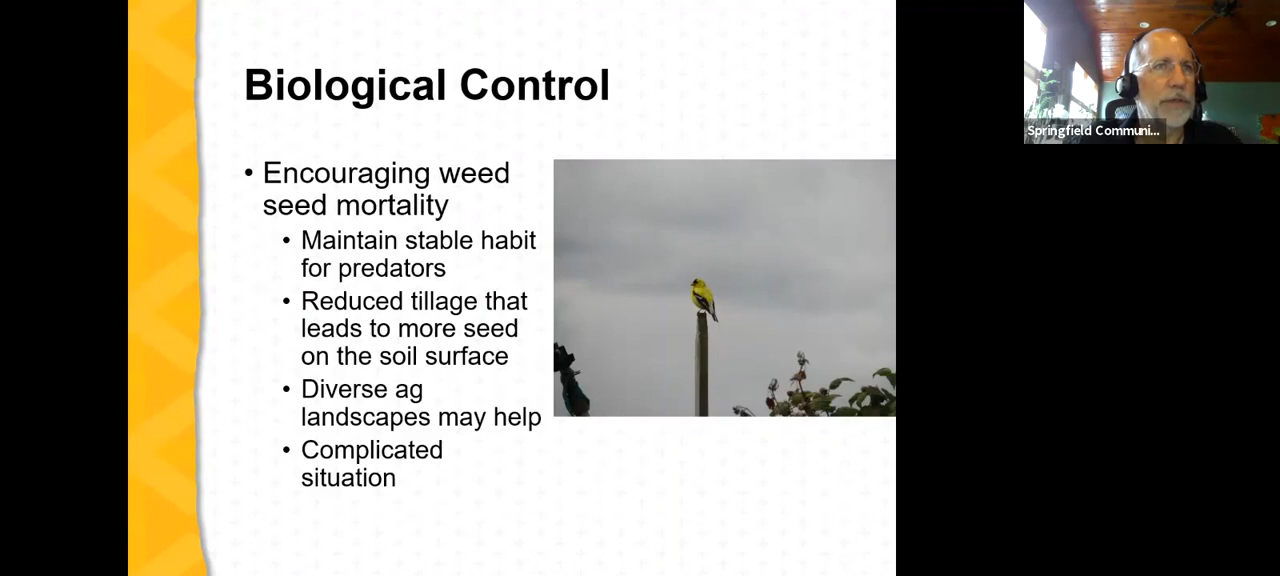 Biological Control
• Encouraging weed
seed mortality
• Maintain stable habit
for predators
• Reduced tillage that
leads to more seed
on the soil surface
• Diverse ag
landscapes may help
• Complicated
situation
Springfield Communi...